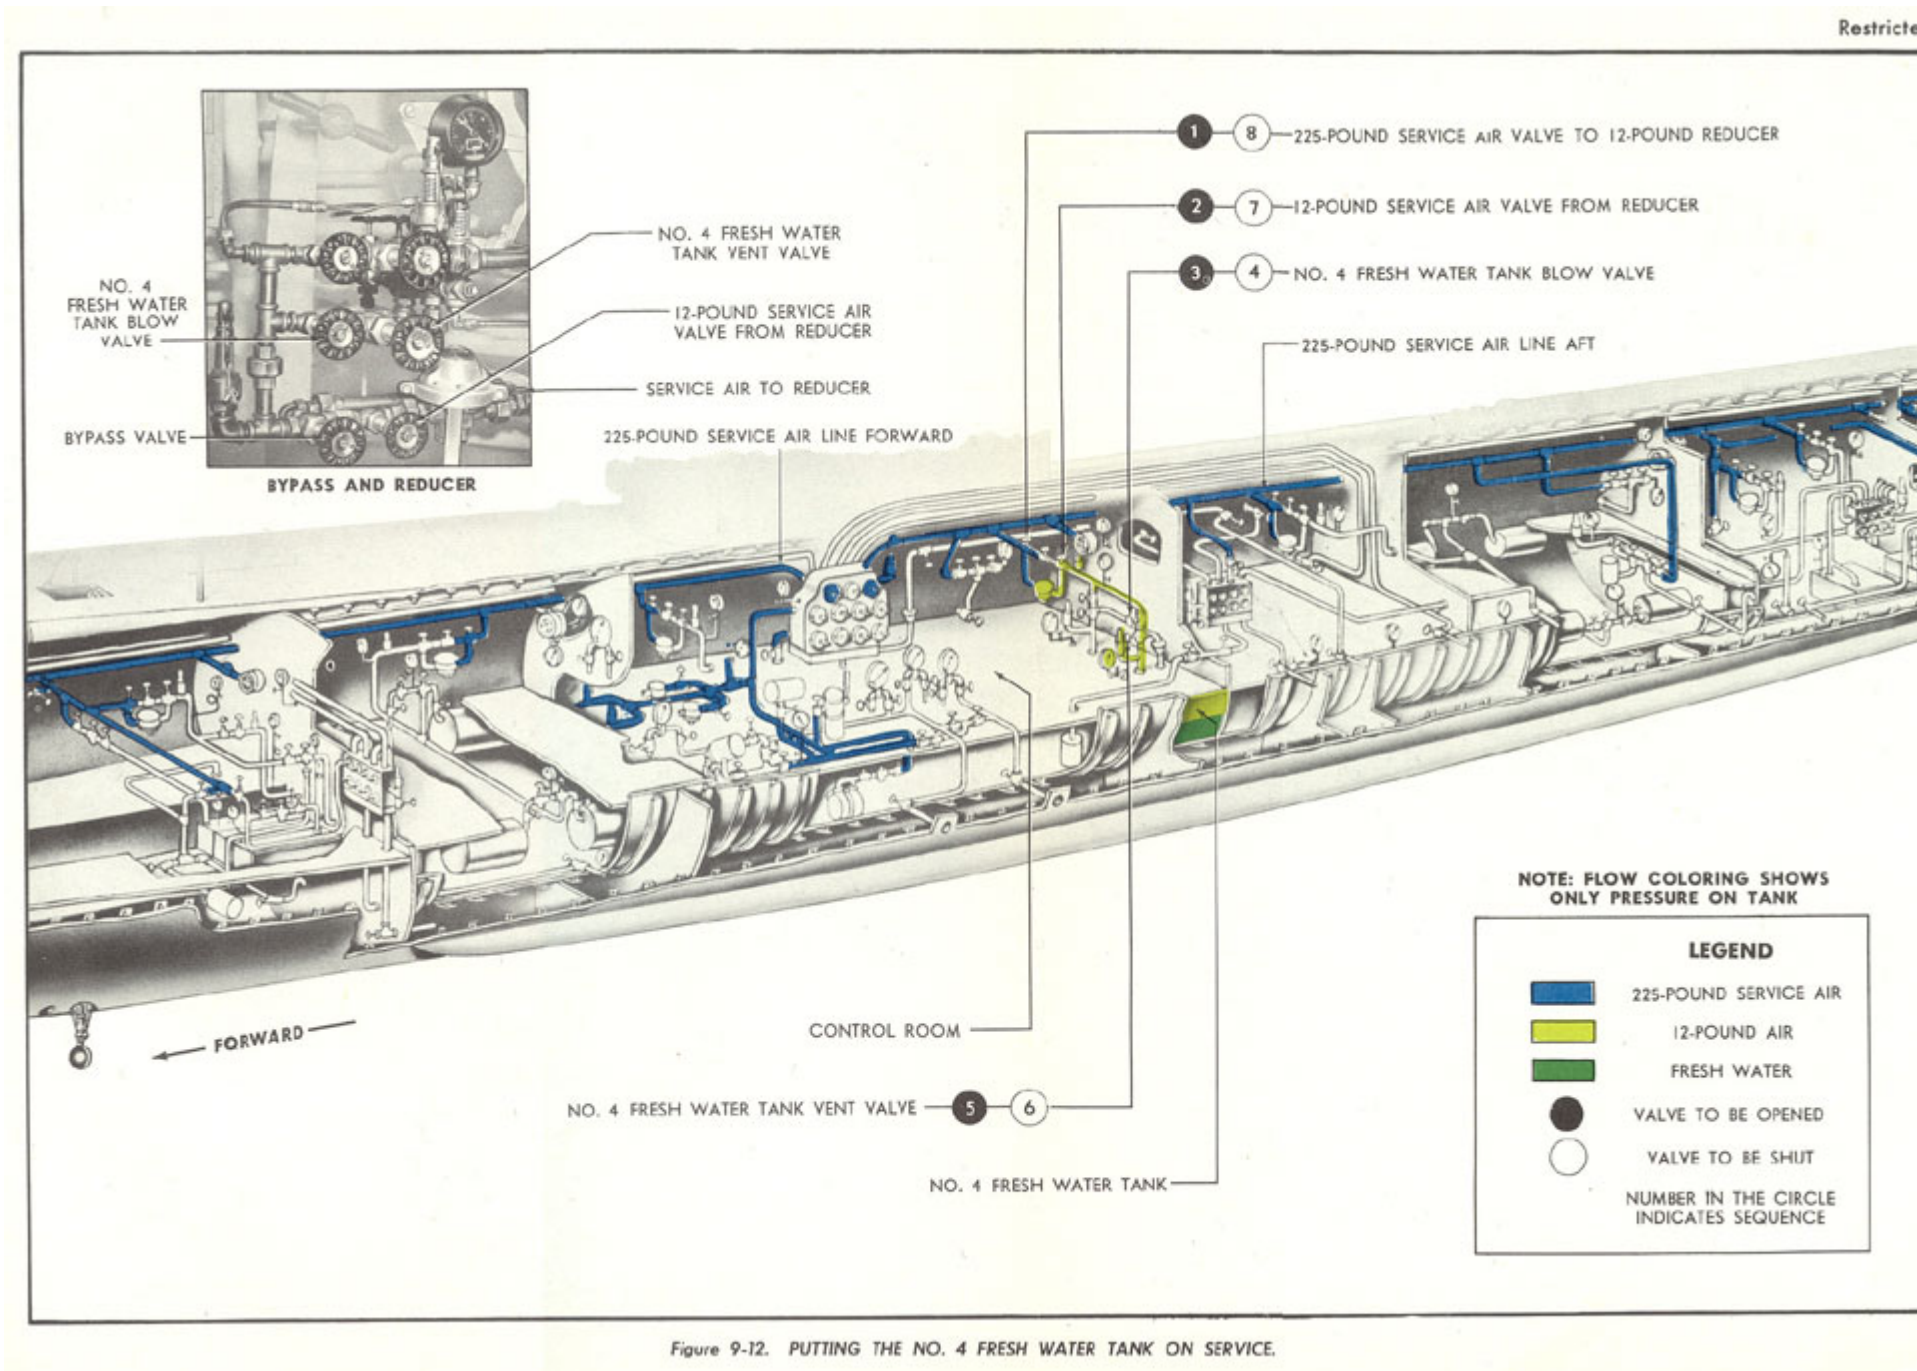 Restricte
NO. 4 FRESH WATER
TANK VENT VALVE
NO. 4
FRESH WATER
TANK BLOW
VALVE
12-POUND SERVICE AIR
VALVE FROM REDUCER
SERVICE AIR TO REDUCER
BYPASS VALVE
BYPASS AND REDUCER
1 8 225-POUND SERVICE AIR VALVE TO 12-POUND REDUCER
2 7 12-POUND SERVICE AIR VALVE FROM REDUCER
3 4 NO. 4 FRESH WATER TANK BLOW VALVE
225-POUND SERVICE AIR LINE AFT
225-POUND SERVICE AIR LINE FORWARD
FORWARD
CONTROL ROOM
NO. 4 FRESH WATER TANK VENT VALVE 5 6
NO. 4 FRESH WATER TANK
NOTE: FLOW COLORING SHOWS
ONLY PRESSURE ON TANK
LEGEND
225-POUND SERVICE AIR
12-POUND AIR
FRESH WATER
VALVE TO BE OPENED
VALVE TO BE SHUT
NUMBER IN THE CIRCLE
INDICATES SEQUENCE
Figure 9-12. PUTTING THE NO. 4 FRESH WATER TANK ON SERVICE.